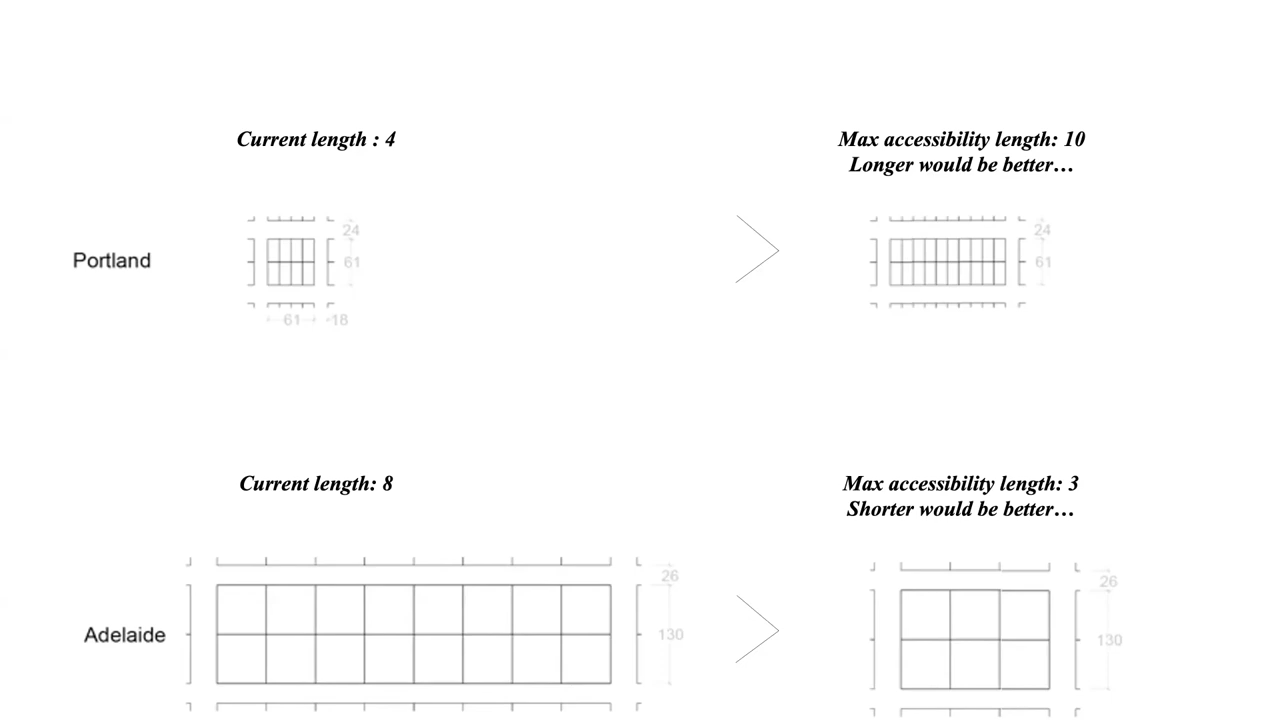 Current length : 4
Max accessibility length: 10
Longer would be better…
24
24
Portland
61
61
61
18
Current length: 8
Max accessibility length: 3
Shorter would be better…
26
26
Adelaide
130
130